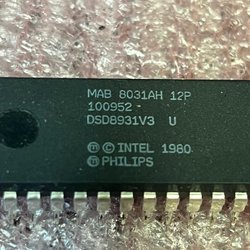 MAB 8031AH 12P
100952
DSD8931V3 U
ⓜ © INTEL 1980
ⓜ PHILIPS